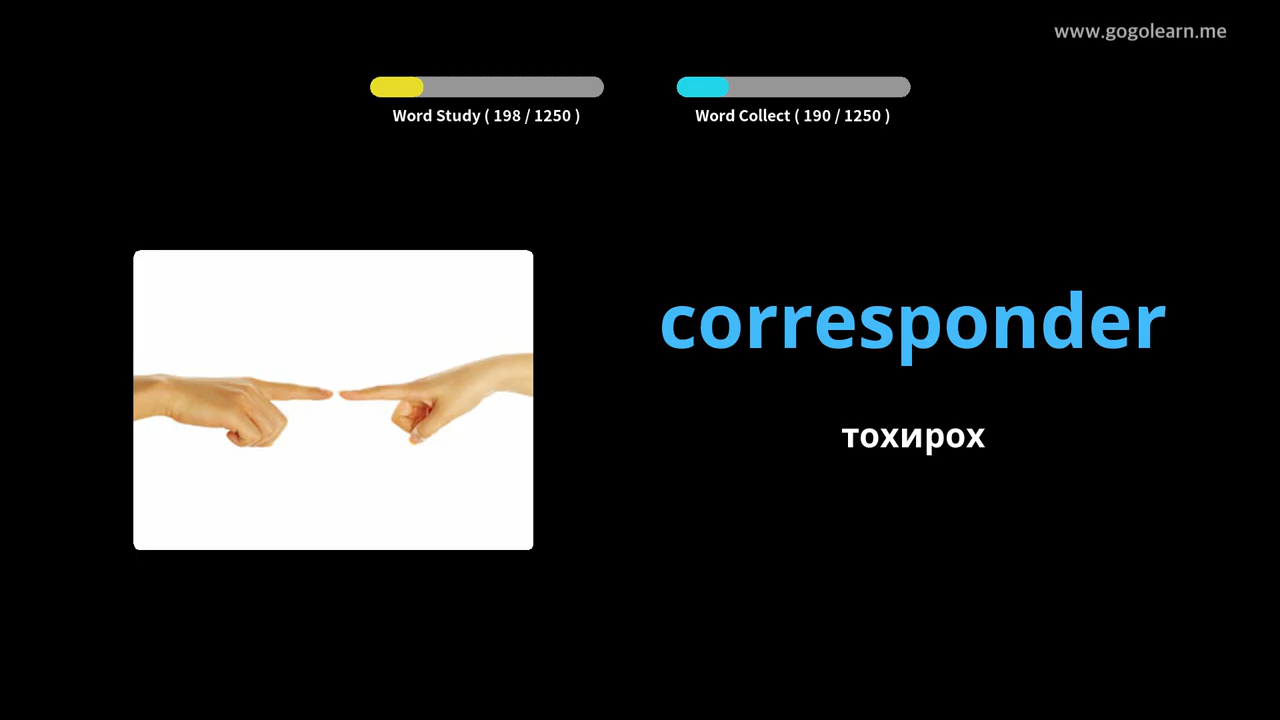 www.gogolearn.me
Word Study ( 198 / 1250 )
Word Collect ( 190 / 1250 )
corresponder
тохирох